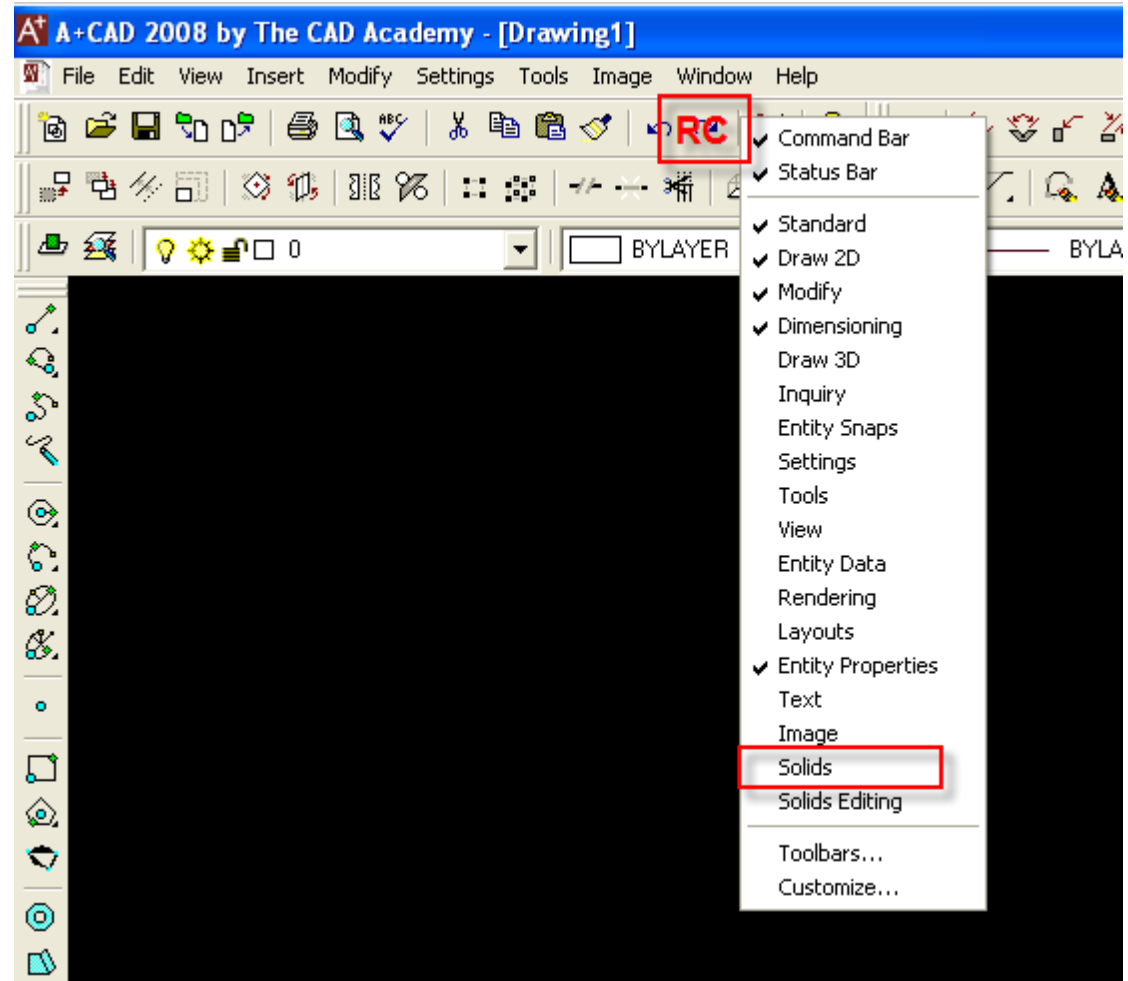 A+CAD 2008 by The CAD Academy - [Drawing1]
File Edit View Insert Modify Settings Tools Image Window Help
ABC
RC
0
BYLAYER
BYLA
Command Bar
Status Bar
Standard
Draw 2D
Modify
Dimensioning
Draw 3D
Inquiry
Entity Snaps
Settings
Tools
View
Entity Data
Rendering
Layouts
Entity Properties
Text
Image
Solids
Solids Editing
Toolbars...
Customize...